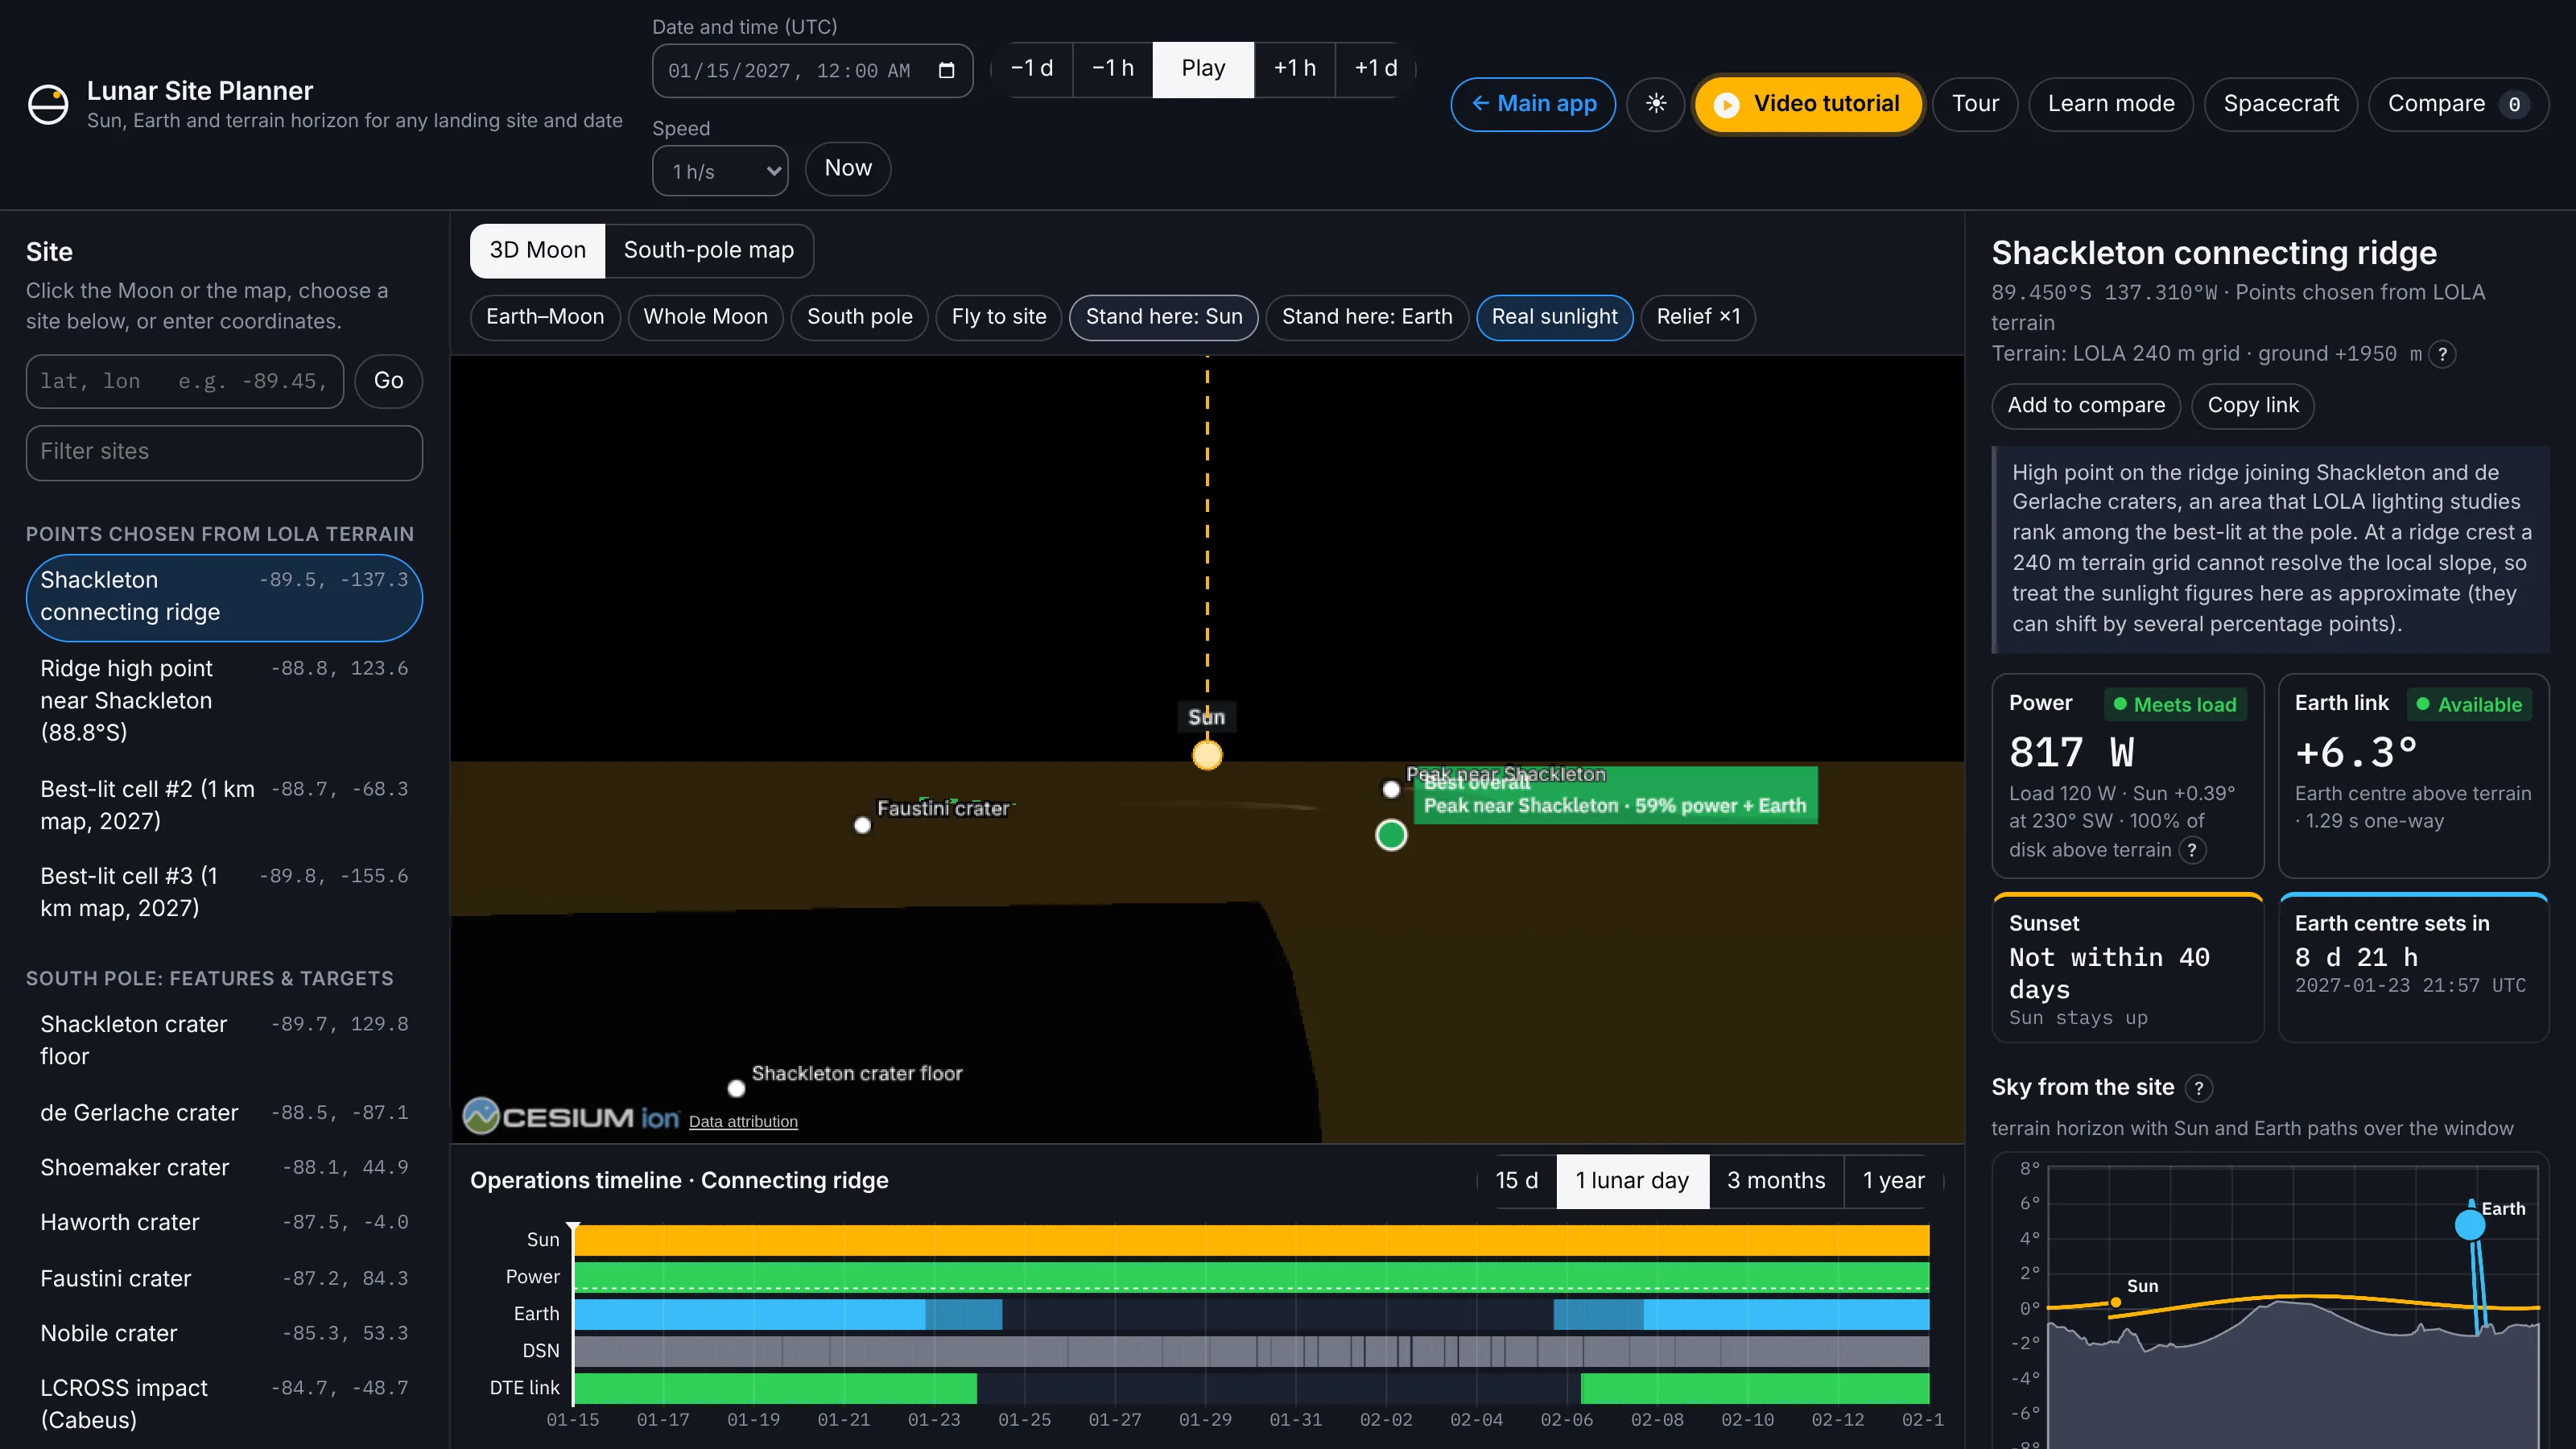 Lunar Site Planner
Sun, Earth and terrain horizon for any landing site and date
Date and time (UTC)
01/15/2027, 12:00 AM
−1 d
−1 h
Play
+1 h
+1 d
Speed
1 h/s
Now
← Main app
Video tutorial
Tour
Learn mode
Spacecraft
Compare 0
Site
Click the Moon or the map, choose a
site below, or enter coordinates.
lat, lon e.g. -89.45,
Go
Filter sites
POINTS CHOSEN FROM LOLA TERRAIN
Shackleton -89.5, -137.3
connecting ridge
Ridge high point -88.8, 123.6
near Shackleton
(88.8°S)
Best-lit cell #2 (1 km -88.7, -68.3
map, 2027)
Best-lit cell #3 (1 -89.8, -155.6
km map, 2027)
SOUTH POLE: FEATURES & TARGETS
Shackleton crater -89.7, 129.8
floor
de Gerlache crater -88.5, -87.1
Shoemaker crater -88.1, 44.9
Haworth crater -87.5, -4.0
Faustini crater -87.2, 84.3
Nobile crater -85.3, 53.3
LCROSS impact -84.7, -48.7
(Cabeus)
3D Moon
South-pole map
Earth–Moon
Whole Moon
South pole
Fly to site
Stand here: Sun
Stand here: Earth
Real sunlight
Relief ×1
Sun
Peak near Shackleton
Best overall
Peak near Shackleton · 59% power + Earth
Faustini crater
Shackleton crater floor
CESIUM ion
Data attribution
Operations timeline · Connecting ridge
15 d
1 lunar day
3 months
1 year
Sun
Power
Earth
DSN
DTE link
01-15 01-17 01-19 01-21 01-23 01-25 01-27 01-29 01-31 02-02 02-04 02-06 02-08 02-10 02-12 02-1
Shackleton connecting ridge
89.450°S 137.310°W · Points chosen from LOLA
terrain
Terrain: LOLA 240 m grid · ground +1950 m ?
Add to compare
Copy link
High point on the ridge joining Shackleton and de
Gerlache craters, an area that LOLA lighting studies
rank among the best-lit at the pole. At a ridge crest a
240 m terrain grid cannot resolve the local slope, so
treat the sunlight figures here as approximate (they
can shift by several percentage points).
Power
Meets load
817 W
Load 120 W · Sun +0.39°
at 230° SW · 100% of
disk above terrain ?
Earth link
Available
+6.3°
Earth centre above terrain
· 1.29 s one-way
Sunset
Not within 40
days
Sun stays up
Earth centre sets in
8 d 21 h
2027-01-23 21:57 UTC
Sky from the site ?
terrain horizon with Sun and Earth paths over the window
8°
6°
4°
2°
0°
-2°
-4°
-6°
Sun
Earth